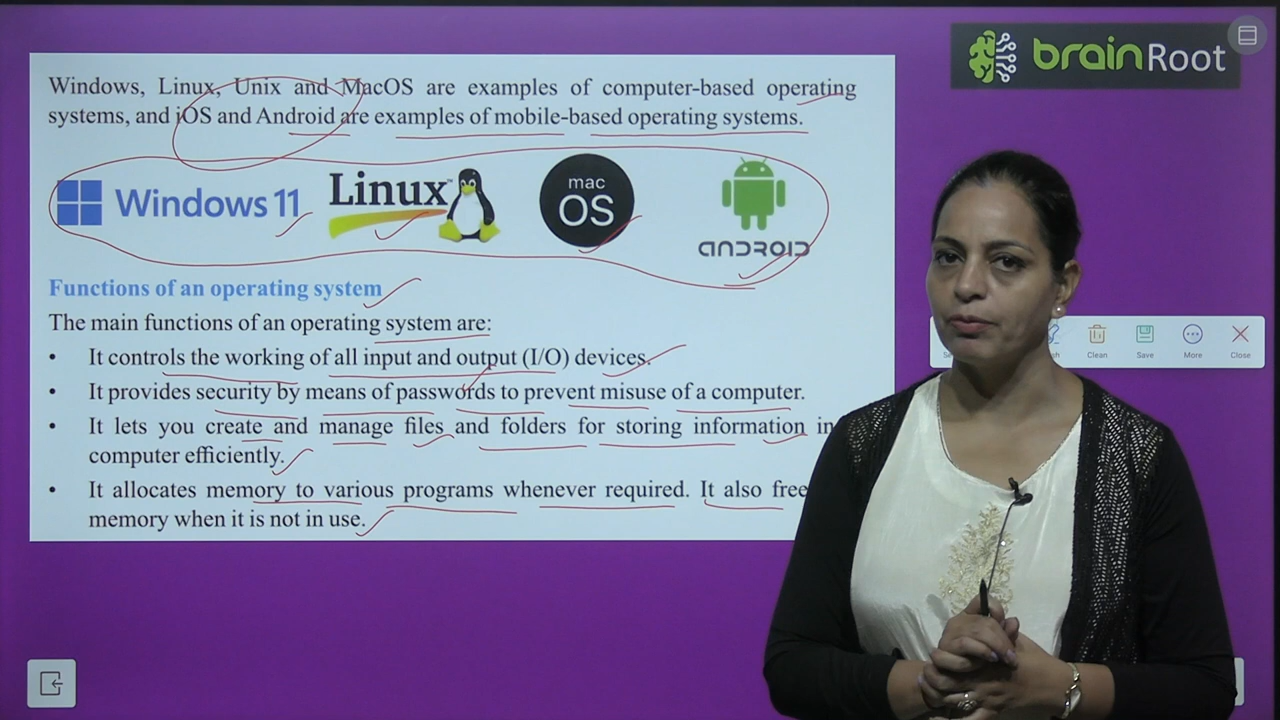 brainRoot
Windows, Linux, Unix and MacOS are examples of computer-based operating
systems, and iOS and Android are examples of mobile-based operating systems.
Windows 11
Linux™
mac
OS
ANDROID
Functions of an operating system
The main functions of an operating system are:
• It controls the working of all input and output (I/O) devices.
• It provides security by means of passwords to prevent misuse of a computer.
• It lets you create and manage files and folders for storing information in
computer efficiently.
• It allocates memory to various programs whenever required. It also free
memory when it is not in use.
Clean
Save
More
Close